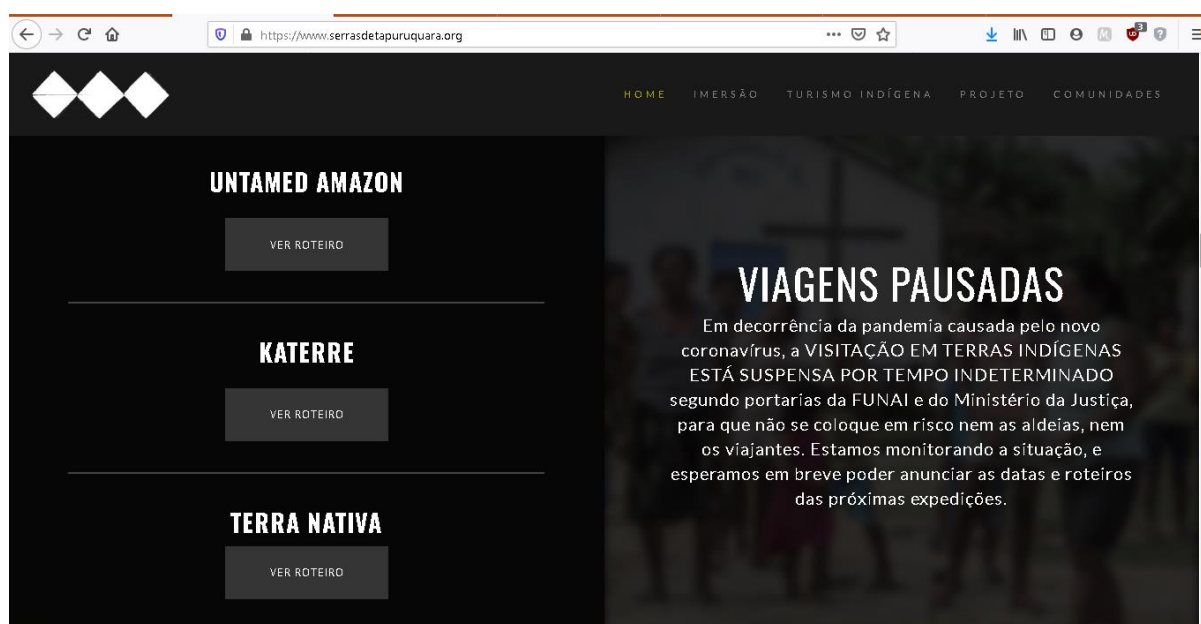 https://www.serrasdetapuruquara.org
3
HOME IMERSÃO TURISMO INDÍGENA PROJETO COMUNIDADES
UNTAMED AMAZON
VER ROTEIRO
KATERRE
VER ROTEIRO
TERRA NATIVA
VER ROTEIRO
VIAGENS PAUSADAS
Em decorrência da pandemia causada pelo novo
coronavírus, a VISITAÇÃO EM TERRAS INDÍGENAS
ESTÁ SUSPENSA POR TEMPO INDETERMINADO
segundo portarias da FUNAI e do Ministério da Justiça,
para que não se coloque em risco nem as aldeias, nem
os viajantes. Estamos monitorando a situação, e
esperamos em breve poder anunciar as datas e roteiros
das próximas expedições.